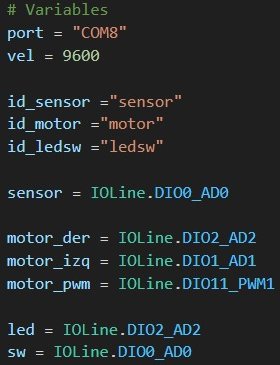 # Variables
port = "COM8"
vel = 9600
id_sensor ="sensor"
id_motor ="motor"
id_ledsw ="ledsw"
sensor = IOLine.DIO0_AD0
motor_der = IOLine.DIO2_AD2
motor_izq = IOLine.DIO1_AD1
motor_pwm = IOLine.DIO11_PWM1
led = IOLine.DIO2_AD2
sw = IOLine.DIO0_AD0